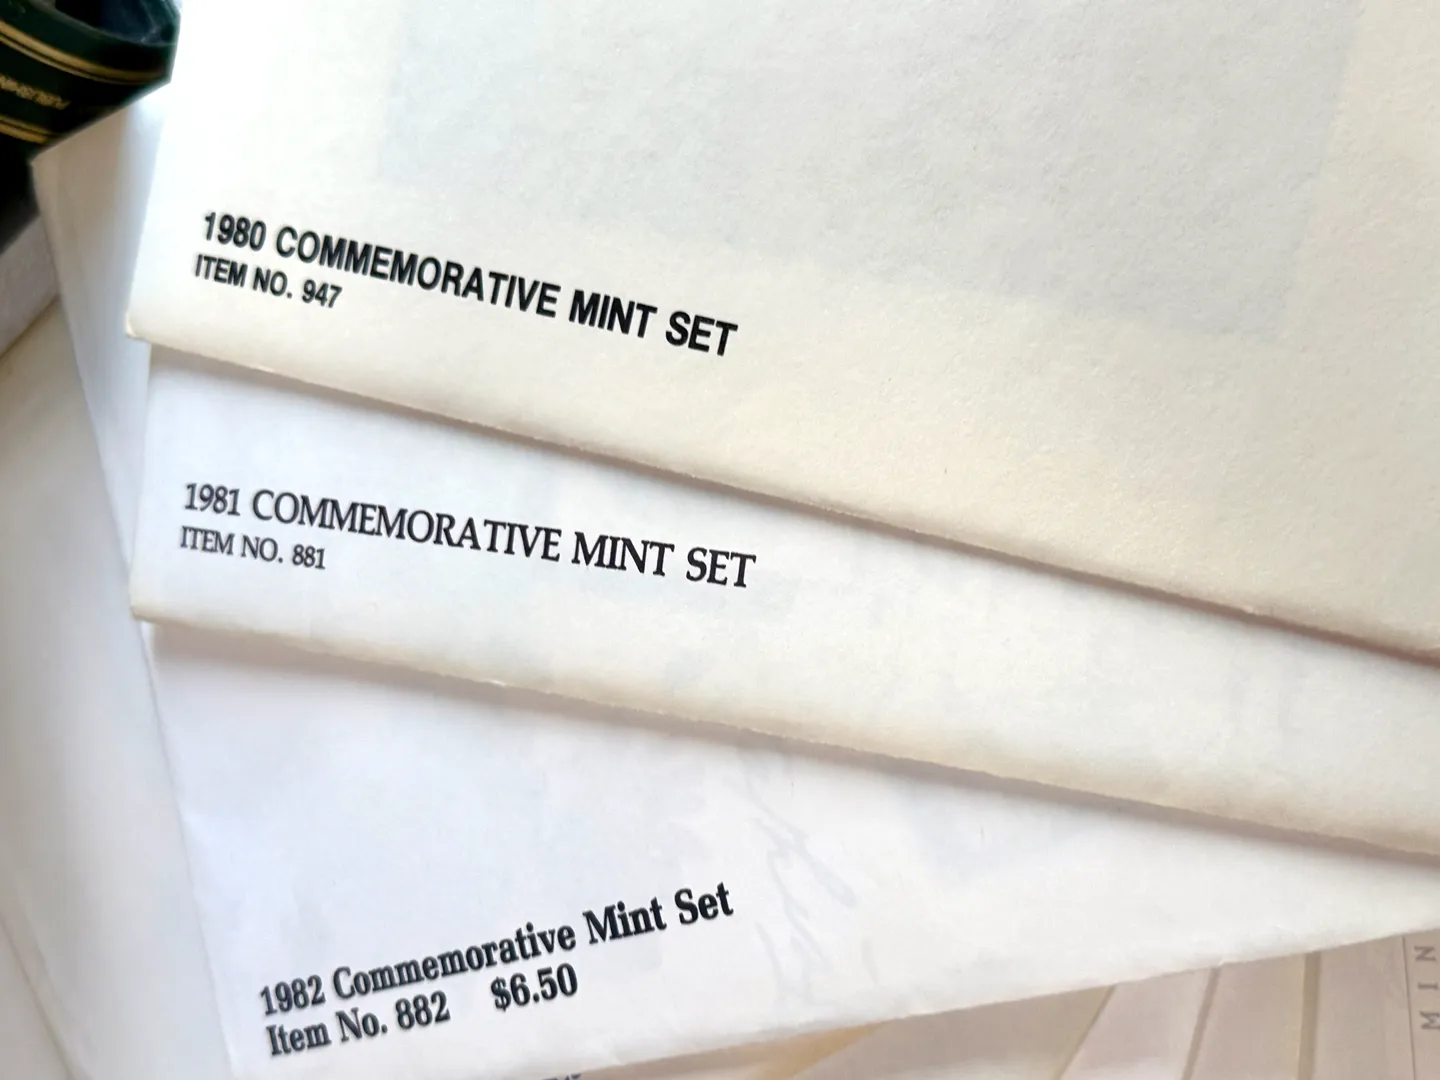 1980 COMMEMORATIVE MINT SET
ITEM NO. 947
1981 COMMEMORATIVE MINT SET
ITEM NO. 881
1982 Commemorative Mint Set
Item No. 882 $6.50